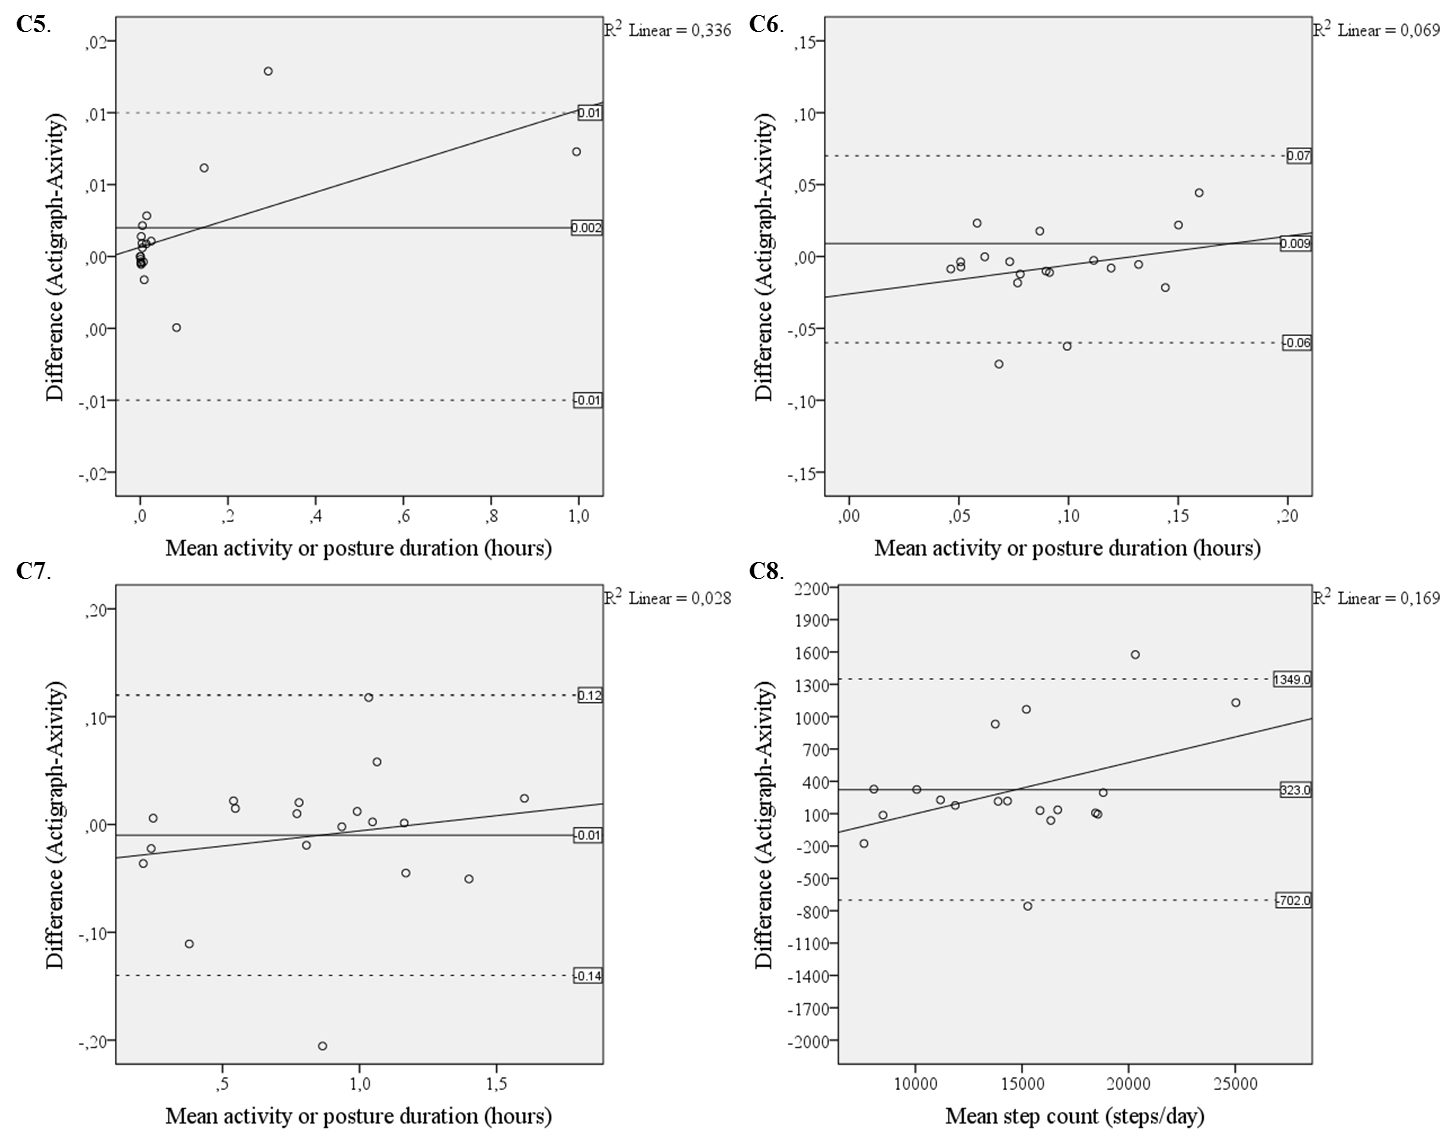 C5.
R² Linear = 0,336
Difference (Actigraph-Axivity)
,02
,01
,01
,00
,00
-,01
-,02
0.01
0.002
-0.01
,0 ,2 ,4 ,6 ,8 1,0
Mean activity or posture duration (hours)
C6.
R² Linear = 0,069
Difference (Actigraph-Axivity)
,15
,10
,05
,00
-,05
-,10
-,15
0.07
0.009
-0.06
,00 ,05 ,10 ,15 ,20
Mean activity or posture duration (hours)
C7.
R² Linear = 0,028
Difference (Actigraph-Axivity)
,20
,10
,00
-,10
-,20
0.12
-0.01
-0.14
,5 1,0 1,5
Mean activity or posture duration (hours)
C8.
R² Linear = 0,169
Difference (Actigraph-Axivity)
2200
1900
1600
1300
1000
700
400
100
-200
-500
-800
-1100
-1400
-1700
-2000
1349.0
323.0
-702.0
10000 15000 20000 25000
Mean step count (steps/day)